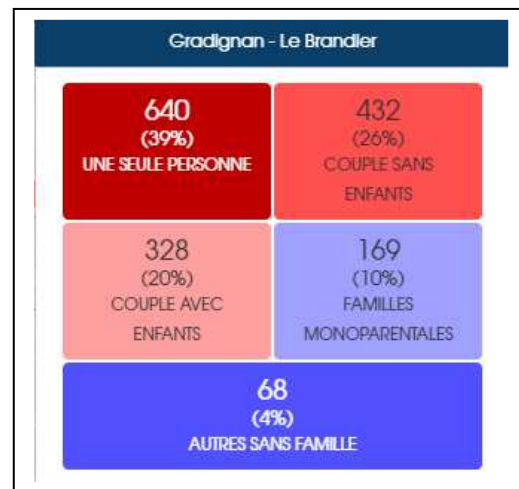 Gradignan - Le Brandier
640
(39%)
UNE SEULE PERSONNE
432
(26%)
COUPLE SANS
ENFANTS
328
(20%)
COUPLE AVEC
ENFANTS
169
(10%)
FAMILLES
MONOPARENTALES
68
(4%)
AUTRES SANS FAMILLE